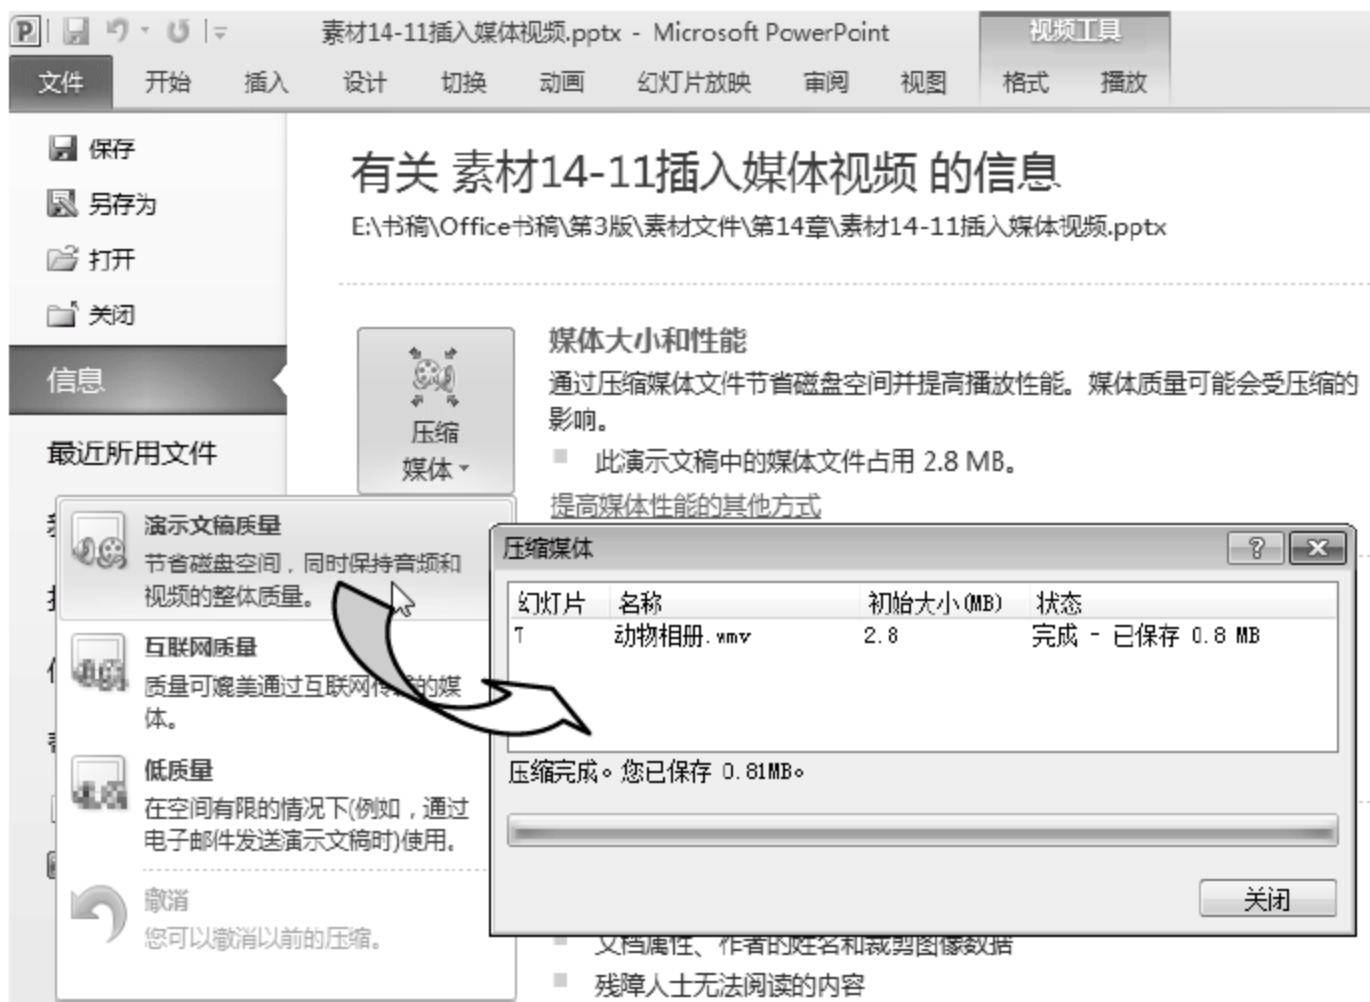 素材14-11插入媒体视频.pptx - Microsoft PowerPoint
视频工具
文件 开始 插入 设计 切换 动画 幻灯片放映 审阅 视图 格式 播放
保存
另存为
打开
关闭
信息
最近所用文件
有关 素材14-11插入媒体视频 的信息
E:\书稿\Office书稿\第3版\素材文件\第14章\素材14-11插入媒体视频.pptx
压缩
媒体
媒体大小和性能
通过压缩媒体文件节省磁盘空间并提高播放性能。媒体质量可能会受压缩的
影响。
此演示文稿中的媒体文件占用 2.8 MB。
提高媒体性能的其他方式
演示文稿质量
节省磁盘空间，同时保持音频和
视频的整体质量。
互联网质量
质量可媲美通过互联网传 的媒
体。
低质量
在空间有限的情况下(例如，通过
电子邮件发送演示文稿时)使用。
撤消
您可以撤消以前的压缩。
压缩媒体
幻灯片 名称 初始大小(MB) 状态
动物相册.wmv 2.8 完成 - 已保存 0.8 MB
压缩完成。您已保存 0.81MB。
关闭
文档属性、作者的姓名和裁剪图像数据
残障人士无法阅读的内容